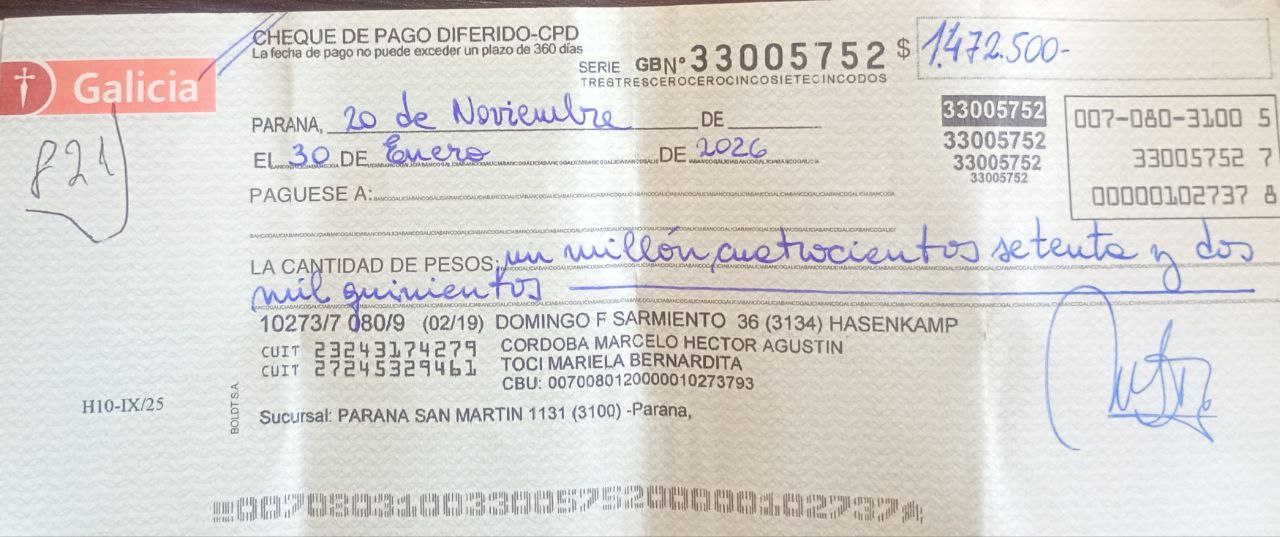 CHEQUE DE PAGO DIFERIDO-CPD
La fecha de pago no puede exceder un plazo de 360 días
SERIE GB Nº 33005752 $ 1.472.500-
TRESTRESCEROCEROCINCOSIETECINCODOS
Galicia
821
PARANA, 20 de Noviembre DE
33005752
33005752
33005752
33005752
007-080-3100 5
33005752 7
00000102737 8
EL 30 DE Enero DE 2026
PAGUESE A:
LA CANTIDAD DE PESOS: un millón, cuatrocientos setenta y dos
mil quinientos
10273/7 080/9 (02/19) DOMINGO F SARMIENTO 36 (3134) HASENKAMP
CUIT 23243174279 CORDOBA MARCELO HECTOR AGUSTIN
CUIT 27245329461 TOCI MARIELA BERNARDITA
CBU: 0070080120000010273793
H10-IX/25
BOLDT S.A.
Sucursal: PARANA SAN MARTIN 1131 (3100) -Parana,